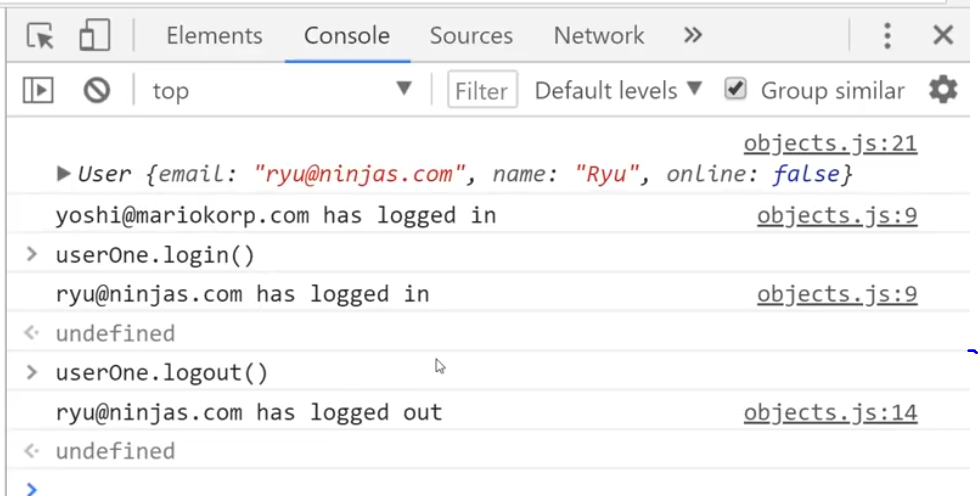 Elements Console Sources Network »
top Filter Default levels Group similar
objects.js:21
User {email: "ryu@ninjas.com", name: "Ryu", online: false}
yoshi@mariokorp.com has logged in objects.js:9
> userOne.login()
ryu@ninjas.com has logged in objects.js:9
undefined
> userOne.logout()
ryu@ninjas.com has logged out objects.js:14
undefined
>